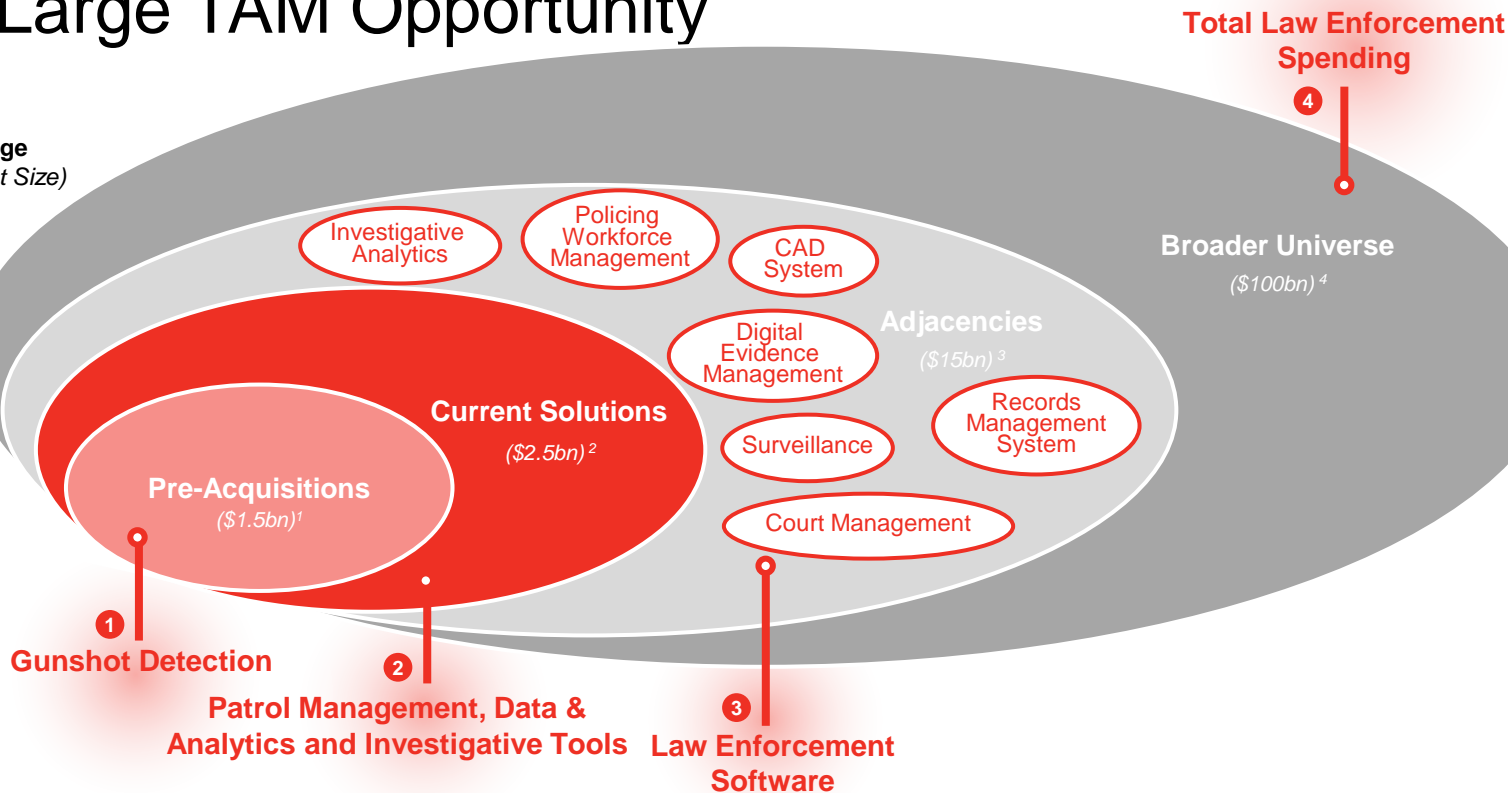 Large TAM Opportunity
Total Law Enforcement
Spending
4
ge
t Size)
Investigative
Analytics
Policing
Workforce
Management
CAD
System
Broader Universe
($100bn) 4
Adjacencies
($15bn) 3
Digital
Evidence
Management
Records
Management
System
Surveillance
Court Management
Current Solutions
($2.5bn) 2
Pre-Acquisitions
($1.5bn)1
1
Gunshot Detection
2
Patrol Management, Data &
Analytics and Investigative Tools
3
Law Enforcement
Software